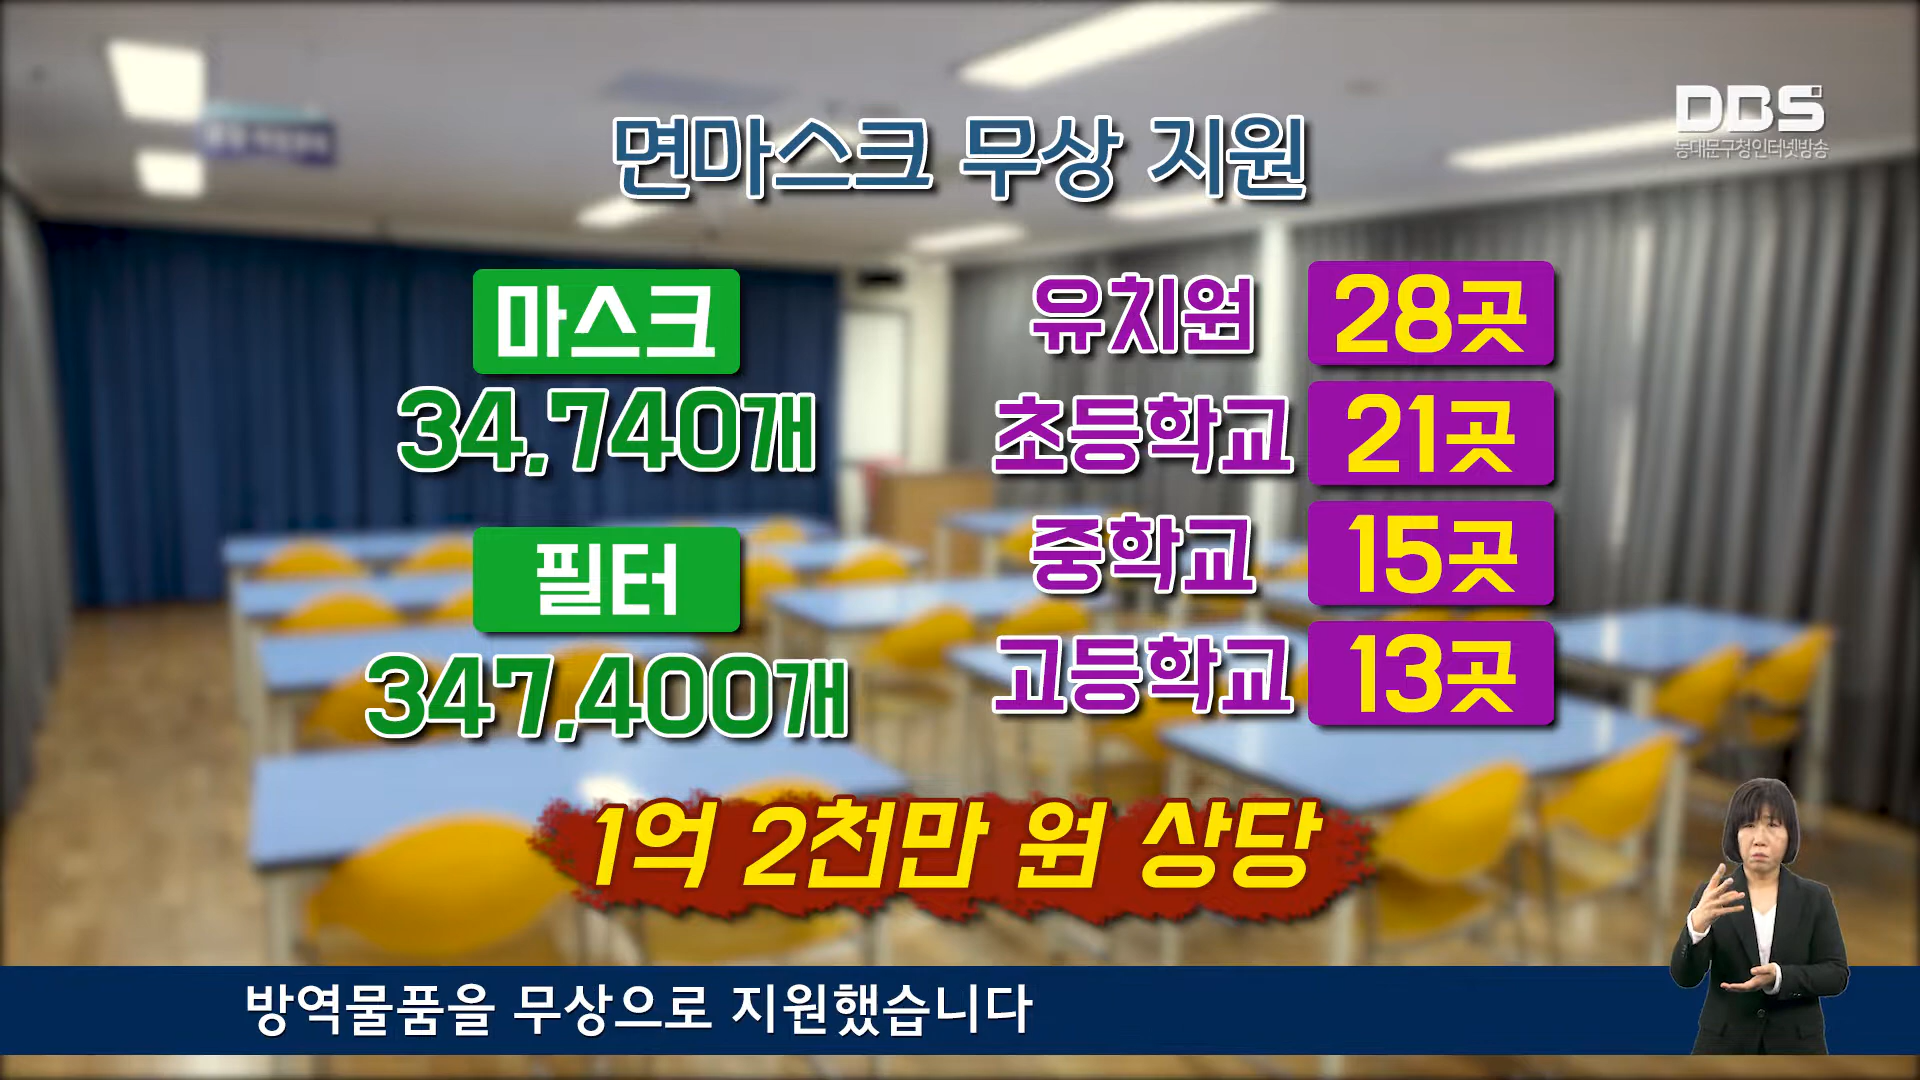 DBS
동대문구청인터넷방송
면마스크 무상 지원
마스크
34,740개
필터
347,400개
유치원 28곳
초등학교 21곳
중학교 15곳
고등학교 13곳
1억 2천만 원 상당
방역물품을 무상으로 지원했습니다